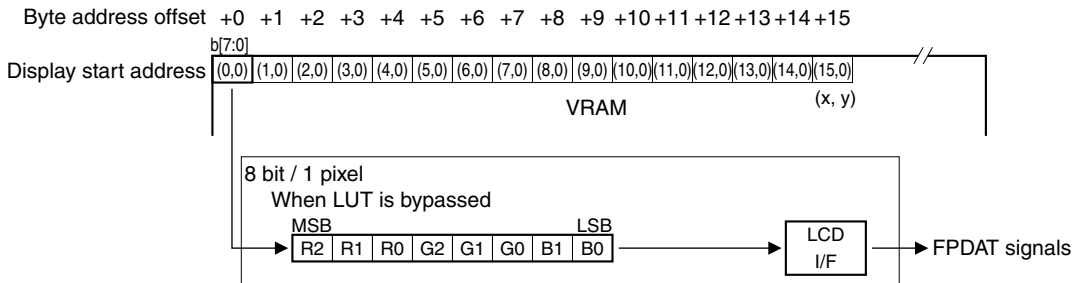 Byte address offset +0 +1 +2 +3 +4 +5 +6 +7 +8 +9 +10 +11 +12 +13 +14 +15
b[7:0]
Display start address (0,0) (1,0) (2,0) (3,0) (4,0) (5,0) (6,0) (7,0) (8,0) (9,0) (10,0) (11,0) (12,0) (13,0) (14,0) (15,0)
VRAM (x, y)
8 bit / 1 pixel
When LUT is bypassed
MSB LSB
R2 R1 R0 G2 G1 G0 B1 B0 LCD I/F FPDAT signals